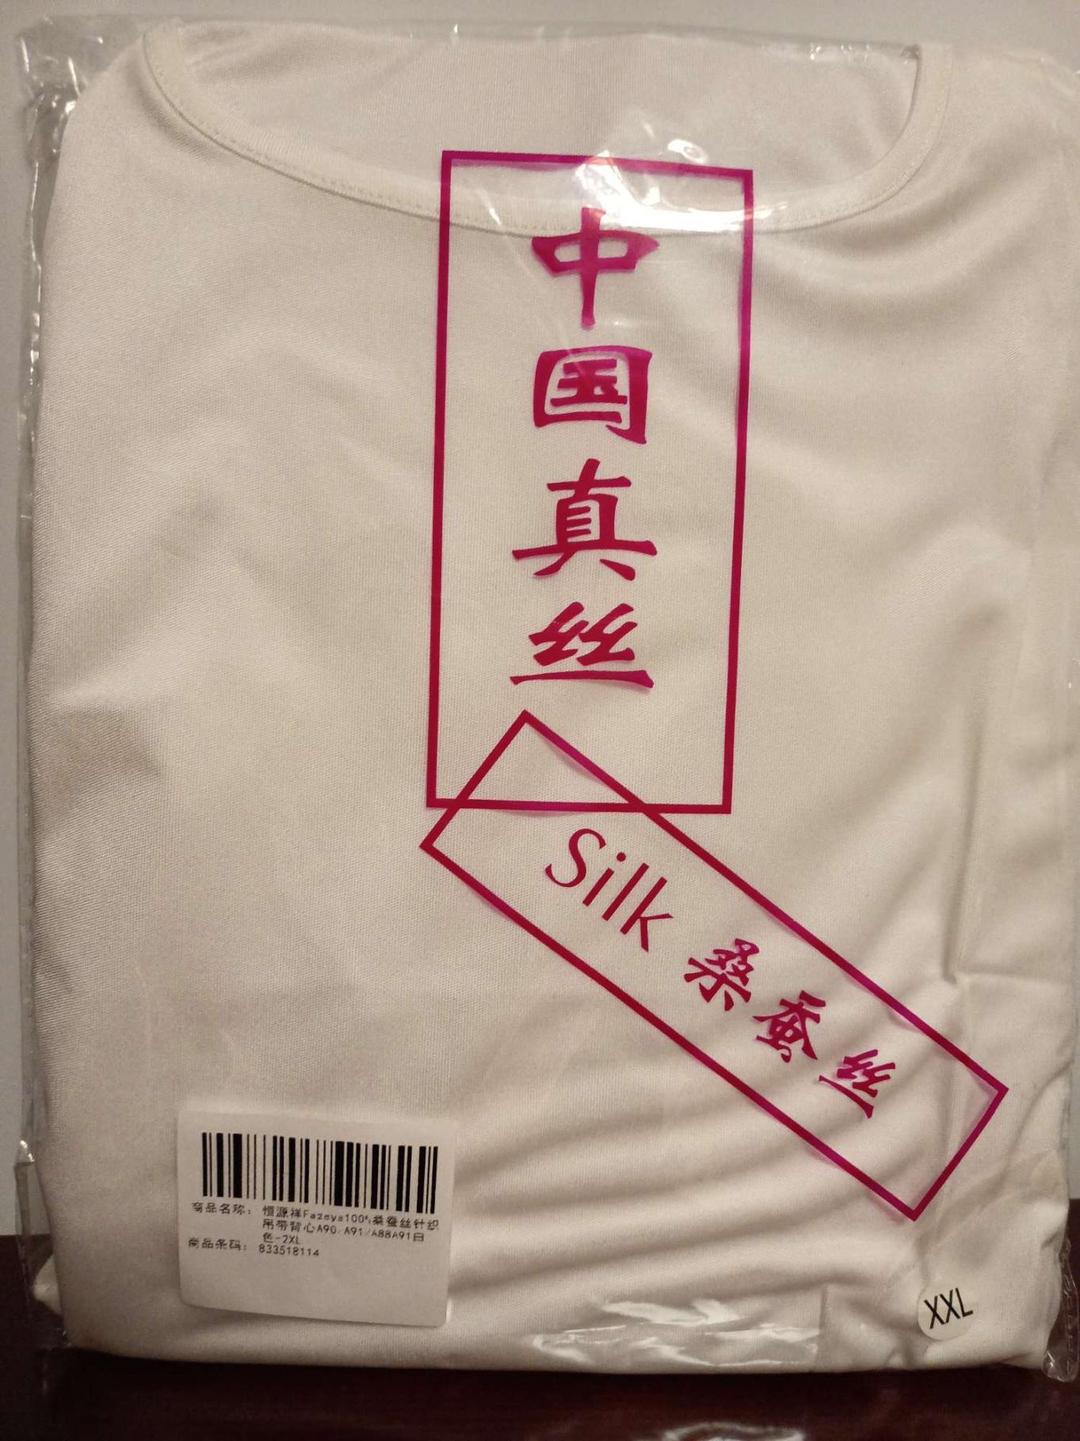 中国真丝
Silk 桑蚕丝
商品名称： 恒源祥Fazeya100%桑蚕丝针织
吊带背心A90.A91/A88A91白
色-2XL
商品条码： 833518114
XXL